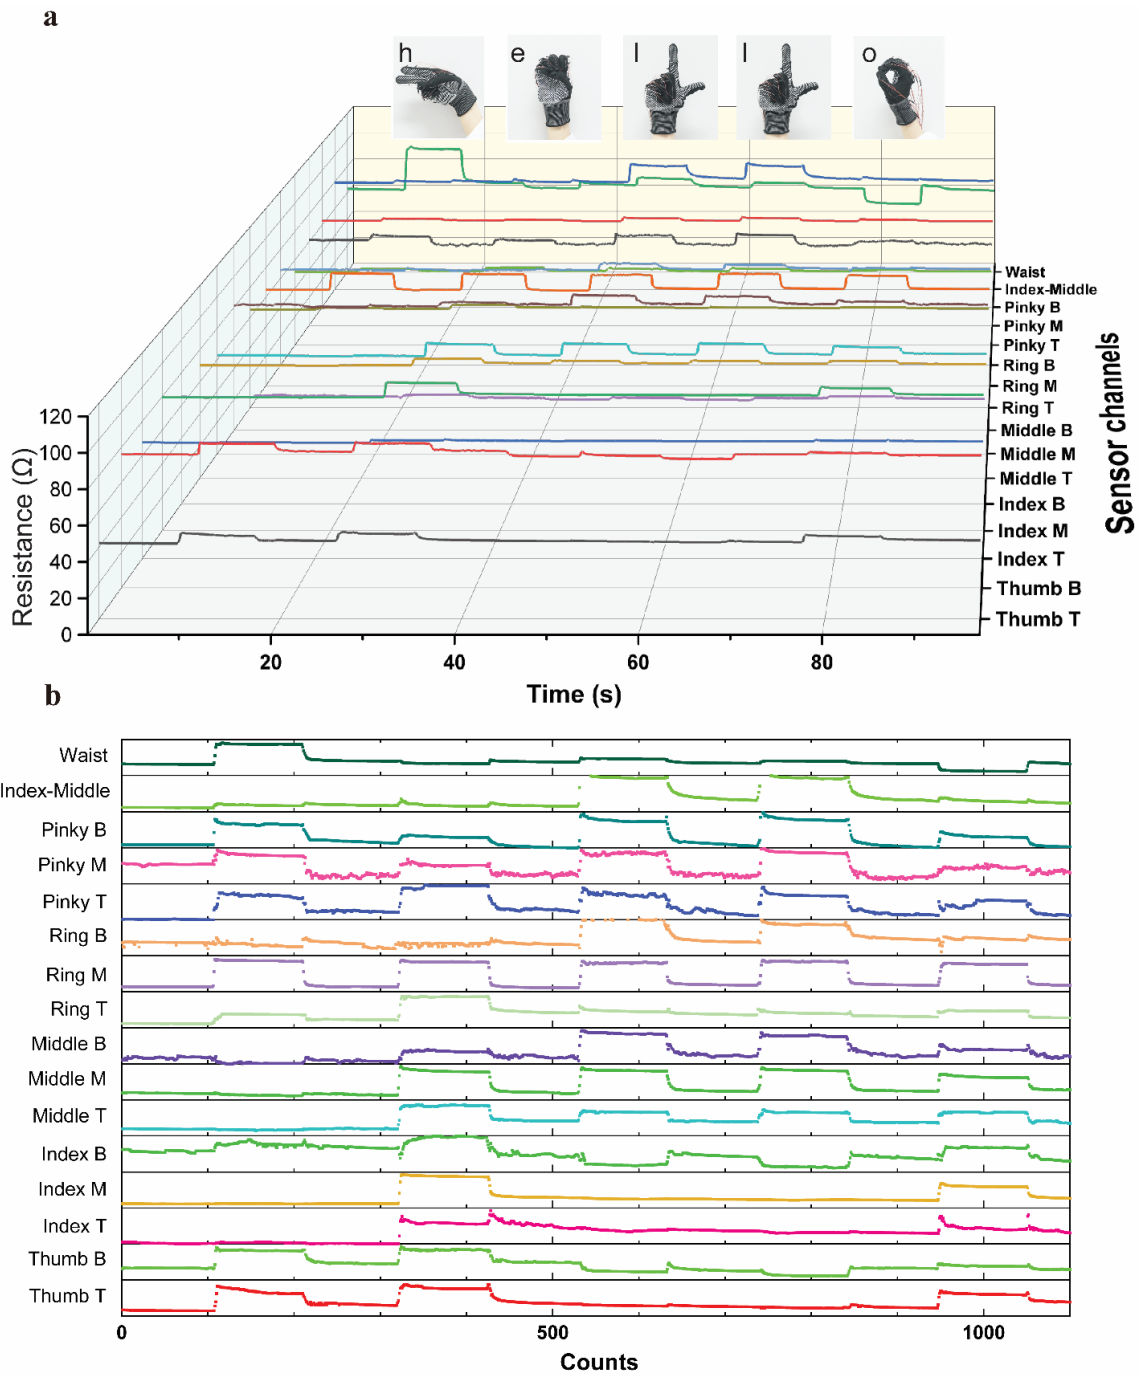 a
h e l l o
Waist
Index-Middle
Pinky B
Pinky M
Pinky T
Ring B
Ring M
Ring T
Middle B
Middle M
Middle T
Index B
Index M
Index T
Thumb B
Thumb T
Sensor channels
120
100
80
60
40
20
0
Resistance (Ω)
20 40 60 80
Time (s)
b
Waist
Index-Middle
Pinky B
Pinky M
Pinky T
Ring B
Ring M
Ring T
Middle B
Middle M
Middle T
Index B
Index M
Index T
Thumb B
Thumb T
0 500 1000
Counts